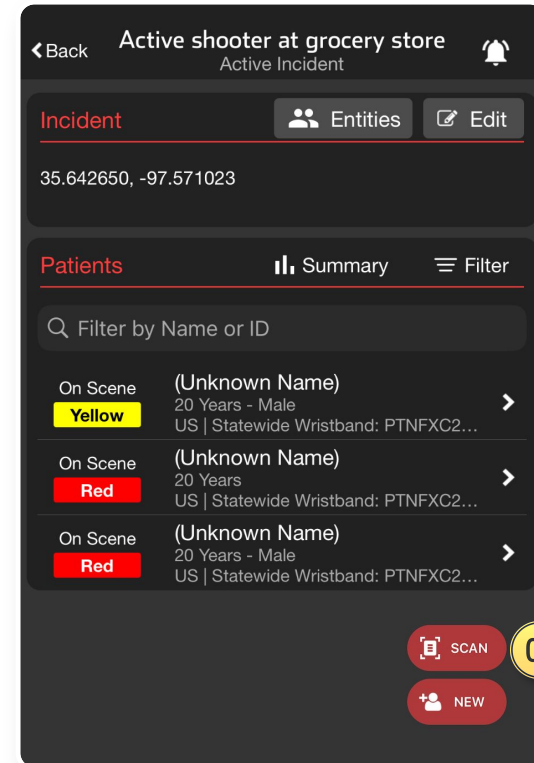 Back
Active shooter at grocery store
Active Incident
Incident
Entities
Edit
35.642650, -97.571023
Patients
Summary
Filter
Filter by Name or ID
On Scene
Yellow
(Unknown Name)
20 Years - Male
US | Statewide Wristband: PTNFXC2...
On Scene
Red
(Unknown Name)
20 Years
US | Statewide Wristband: PTNFXC2...
On Scene
Red
(Unknown Name)
20 Years - Male
US | Statewide Wristband: PTNFXC2...
SCAN
NEW